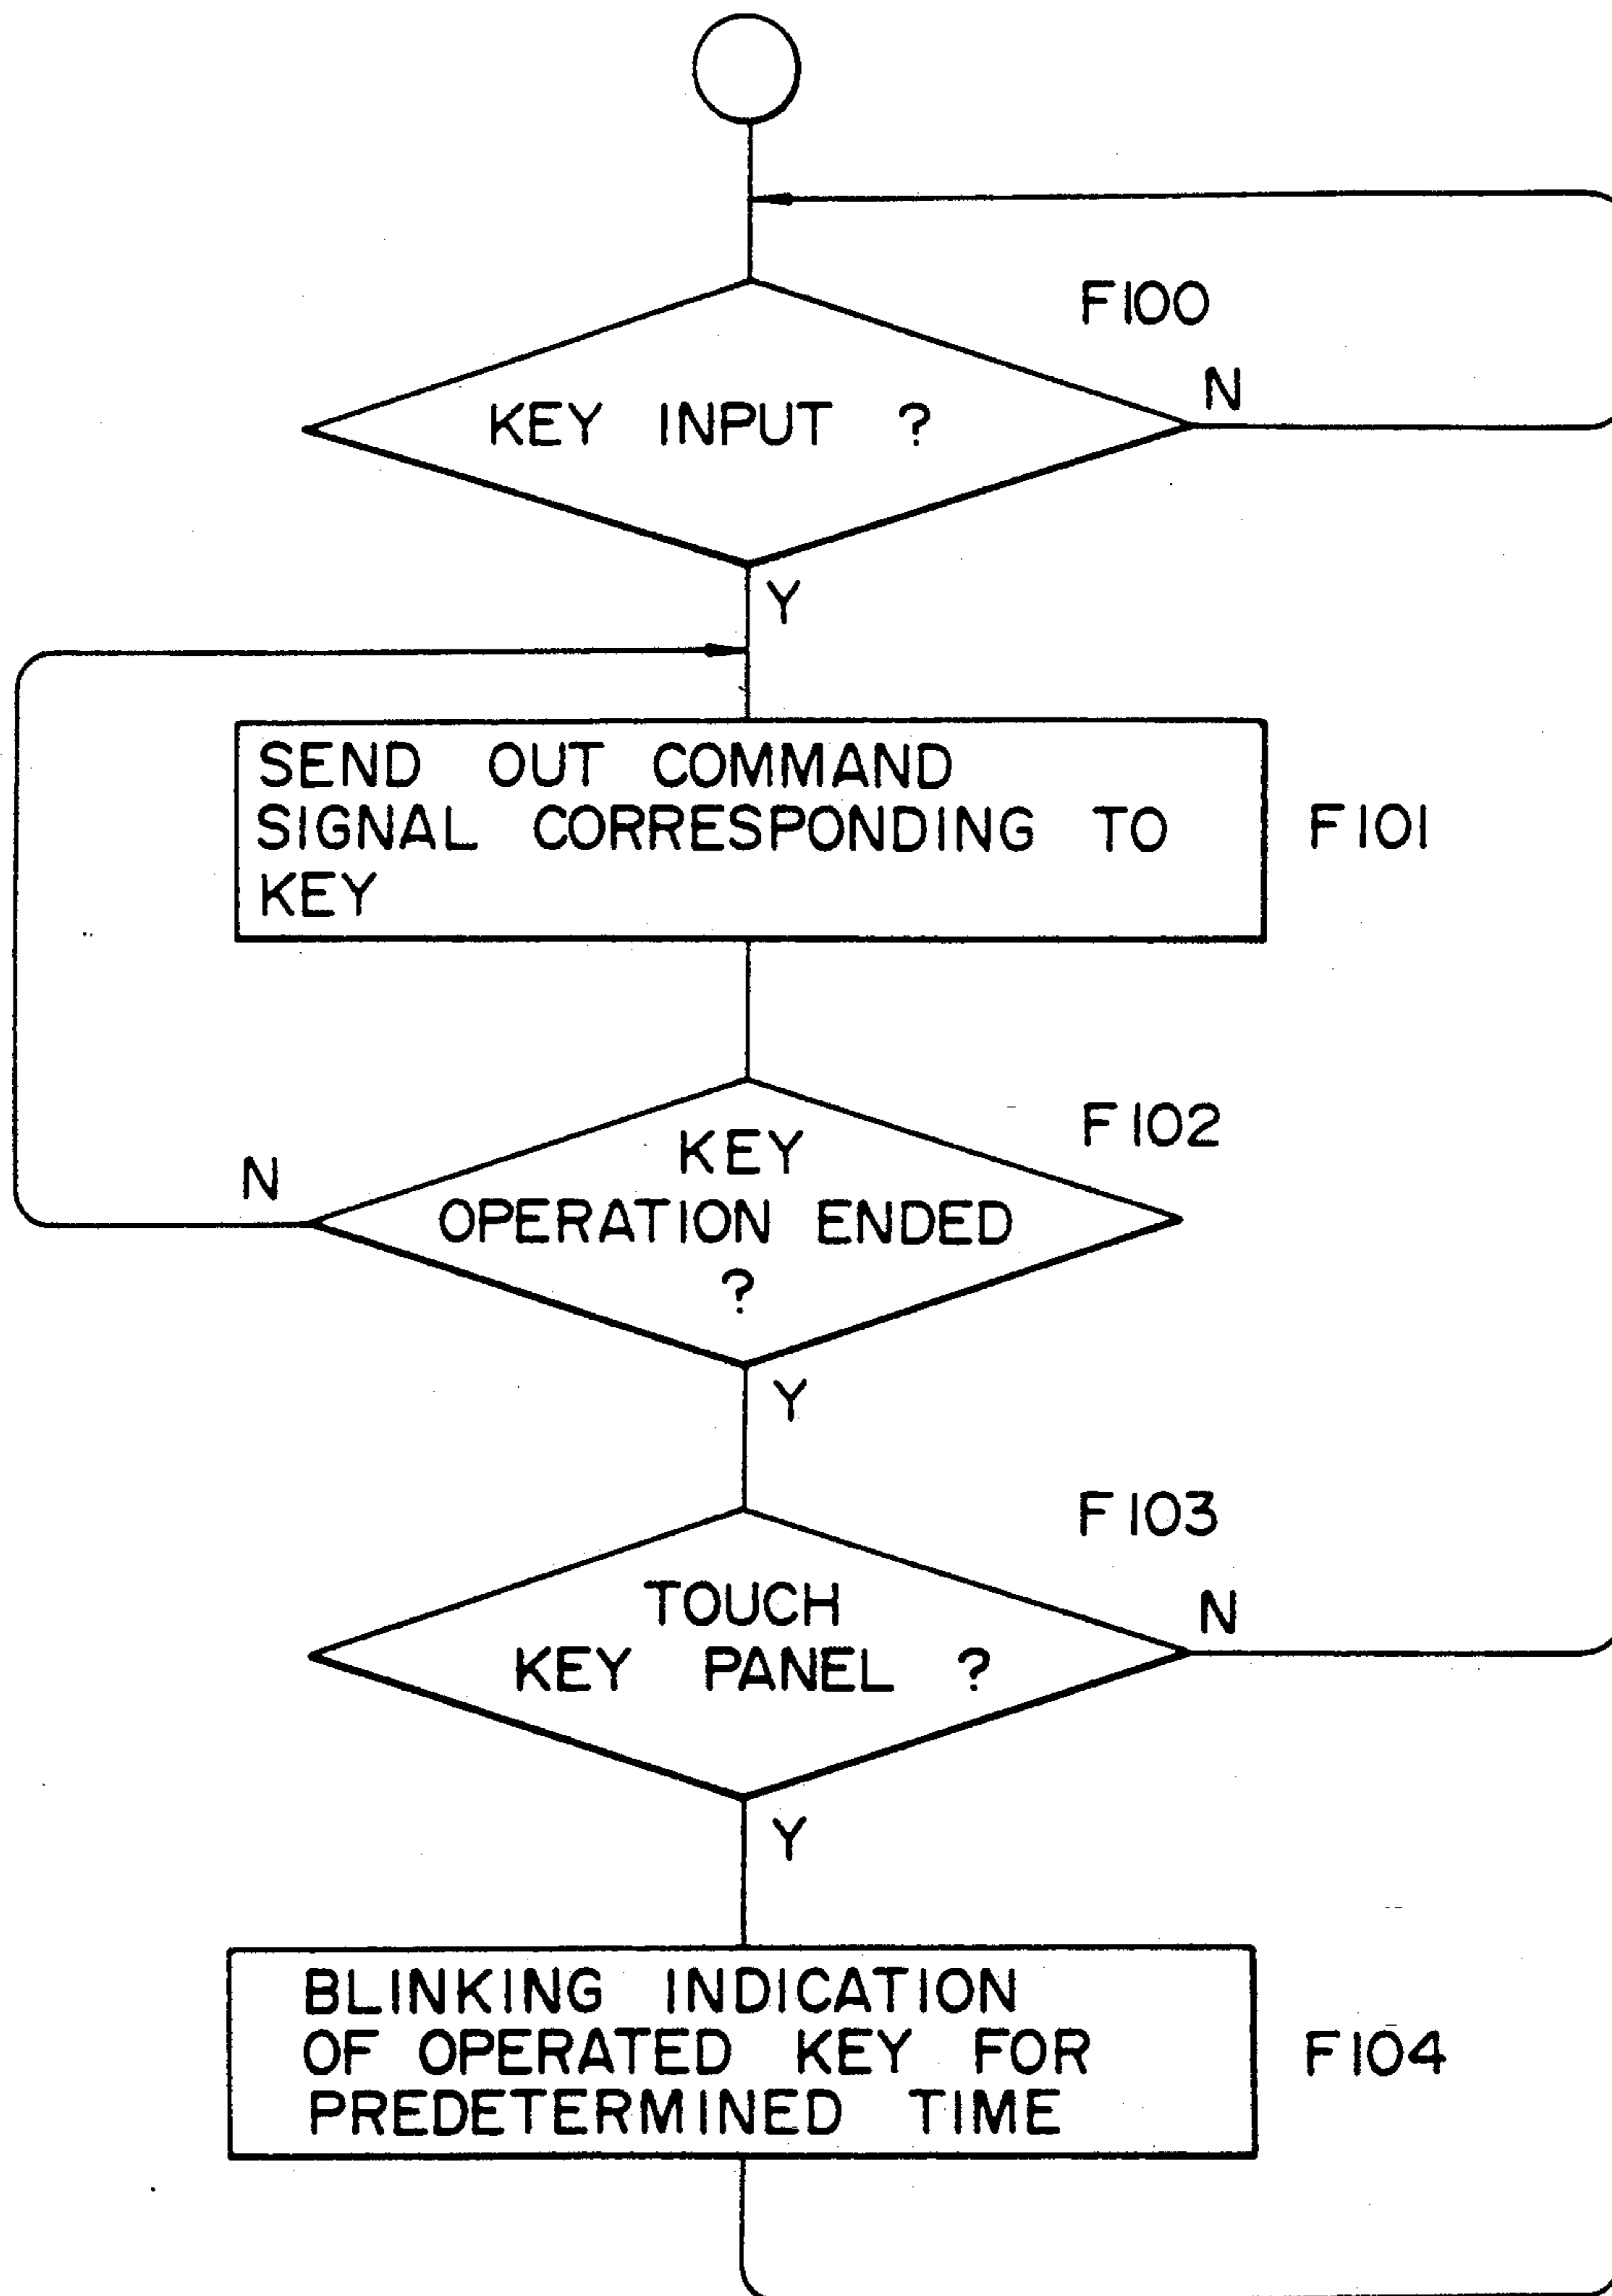 F100
KEY INPUT ?
N
Y
SEND OUT COMMAND
SIGNAL CORRESPONDING TO
KEY
F101
F102
KEY
OPERATION ENDED
?
N
Y
F103
TOUCH
KEY PANEL ?
N
Y
BLINKING INDICATION
OF OPERATED KEY FOR
PREDETERMINED TIME
F104